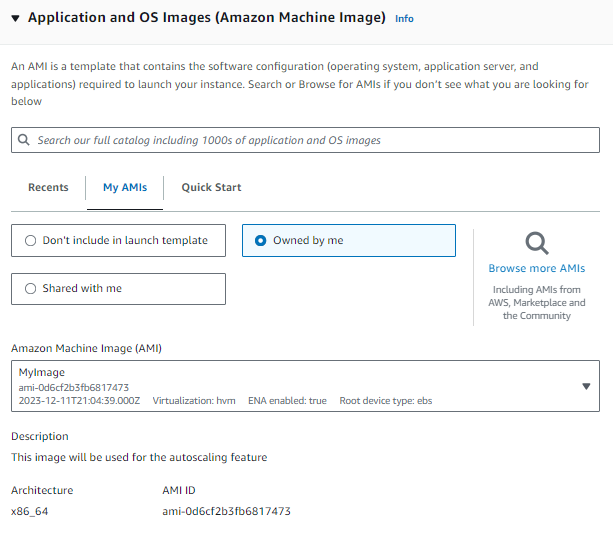 Application and OS Images (Amazon Machine Image) Info
An AMI is a template that contains the software configuration (operating system, application server, and
applications) required to launch your instance. Search or Browse for AMIs if you don't see what you are looking for
below
Search our full catalog including 1000s of application and OS images
Recents
My AMIs
Quick Start
Don't include in launch template
Owned by me
Shared with me
Browse more AMIs
Including AMIs from
AWS, Marketplace and
the Community
Amazon Machine Image (AMI)
MyImage
ami-0d6cf2b3fb6817473
2023-12-11T21:04:39.000Z Virtualization: hvm ENA enabled: true Root device type: ebs
Description
This image will be used for the autoscaling feature
Architecture AMI ID
x86_64 ami-0d6cf2b3fb6817473